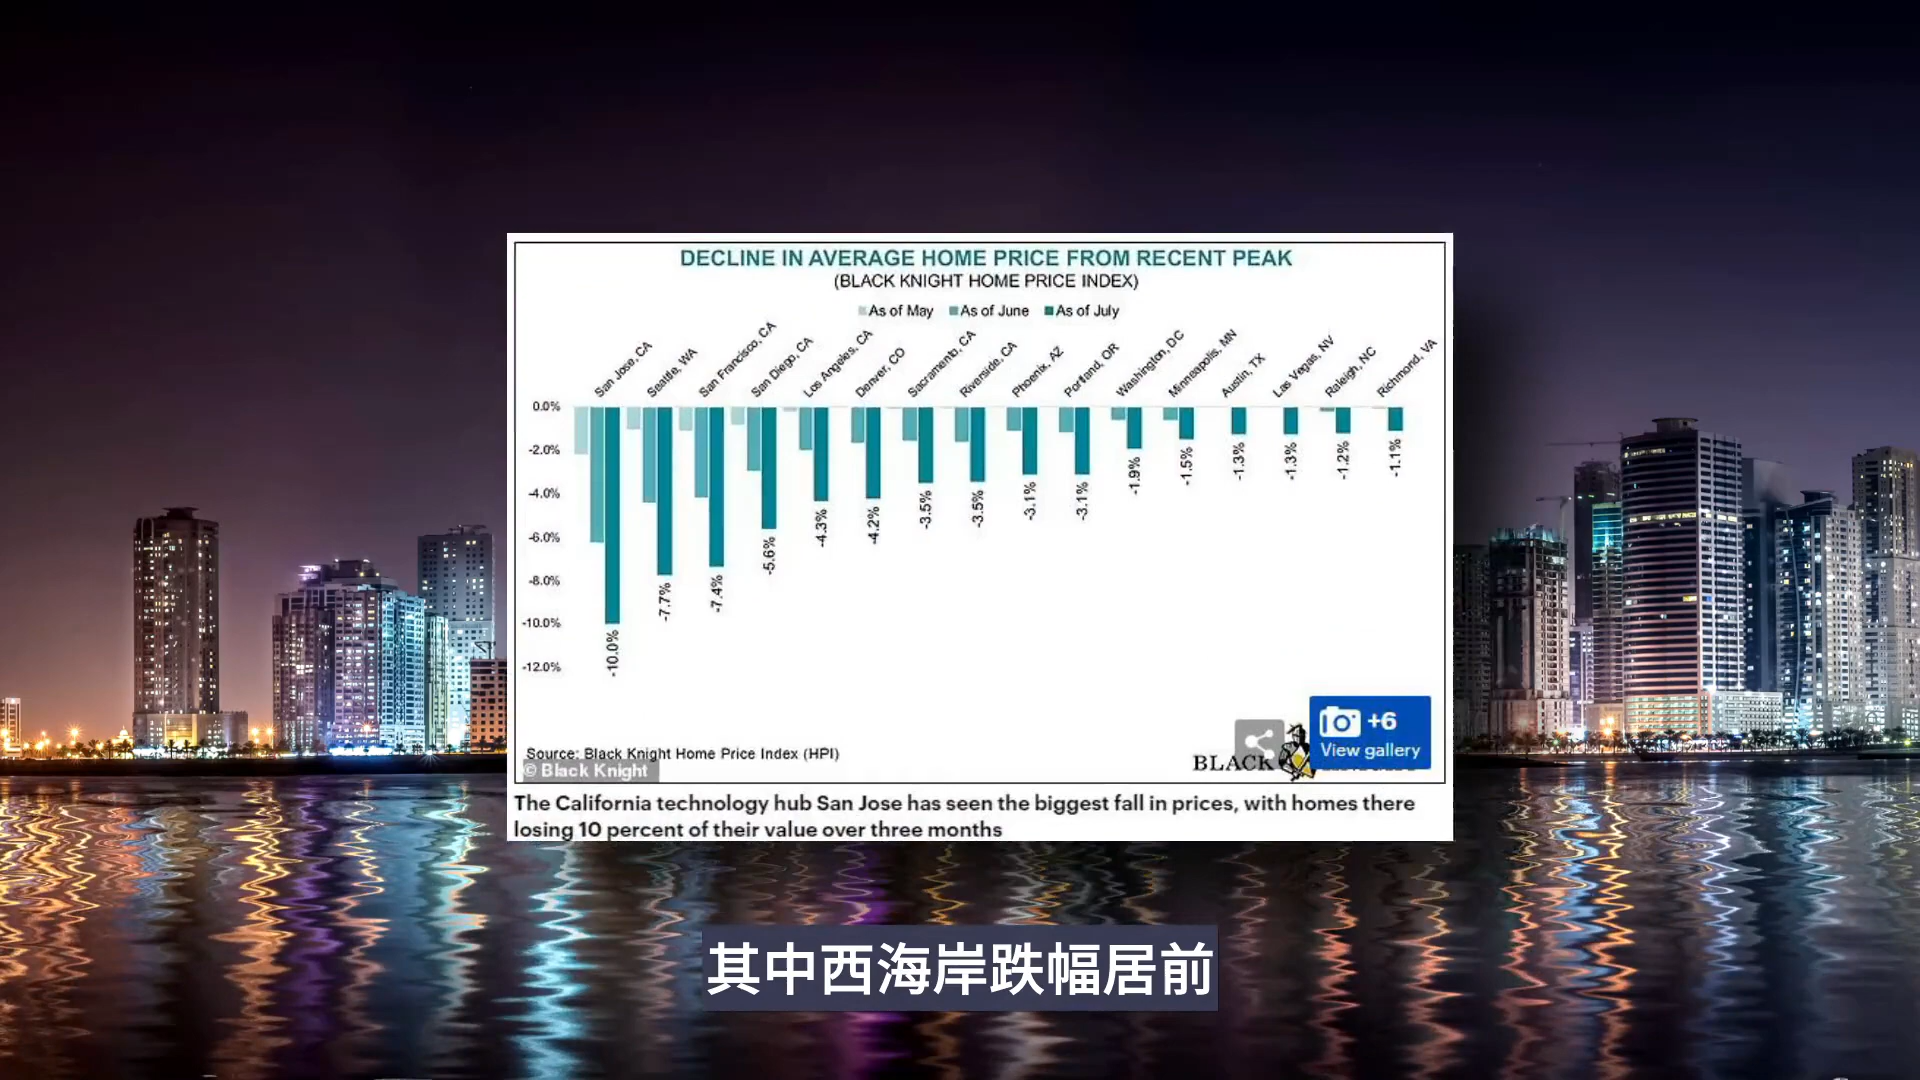 DECLINE IN AVERAGE HOME PRICE FROM RECENT PEAK
(BLACK KNIGHT HOME PRICE INDEX)
As of May As of June As of July
San Jose, CA
Seattle, WA
San Francisco, CA
San Diego, CA
Los Angeles, CA
Denver, CO
Sacramento, CA
Riverside, CA
Phoenix, AZ
Portland, OR
Washington, DC
Minneapolis, MN
Austin, TX
Las Vegas, NV
Raleigh, NC
Richmond, VA
0.0%
-2.0%
-4.0%
-6.0%
-8.0%
-10.0%
-12.0%
-10.0%
-7.7%
-7.4%
-5.6%
-4.3%
-4.2%
-3.5%
-3.5%
-3.1%
-3.1%
-1.9%
-1.5%
-1.3%
-1.3%
-1.2%
-1.1%
+6
View gallery
Source: Black Knight Home Price Index (HPI)
BLACK
© Black Knight
The California technology hub San Jose has seen the biggest fall in prices, with homes there
losing 10 percent of their value over three months
其中西海岸跌幅居前